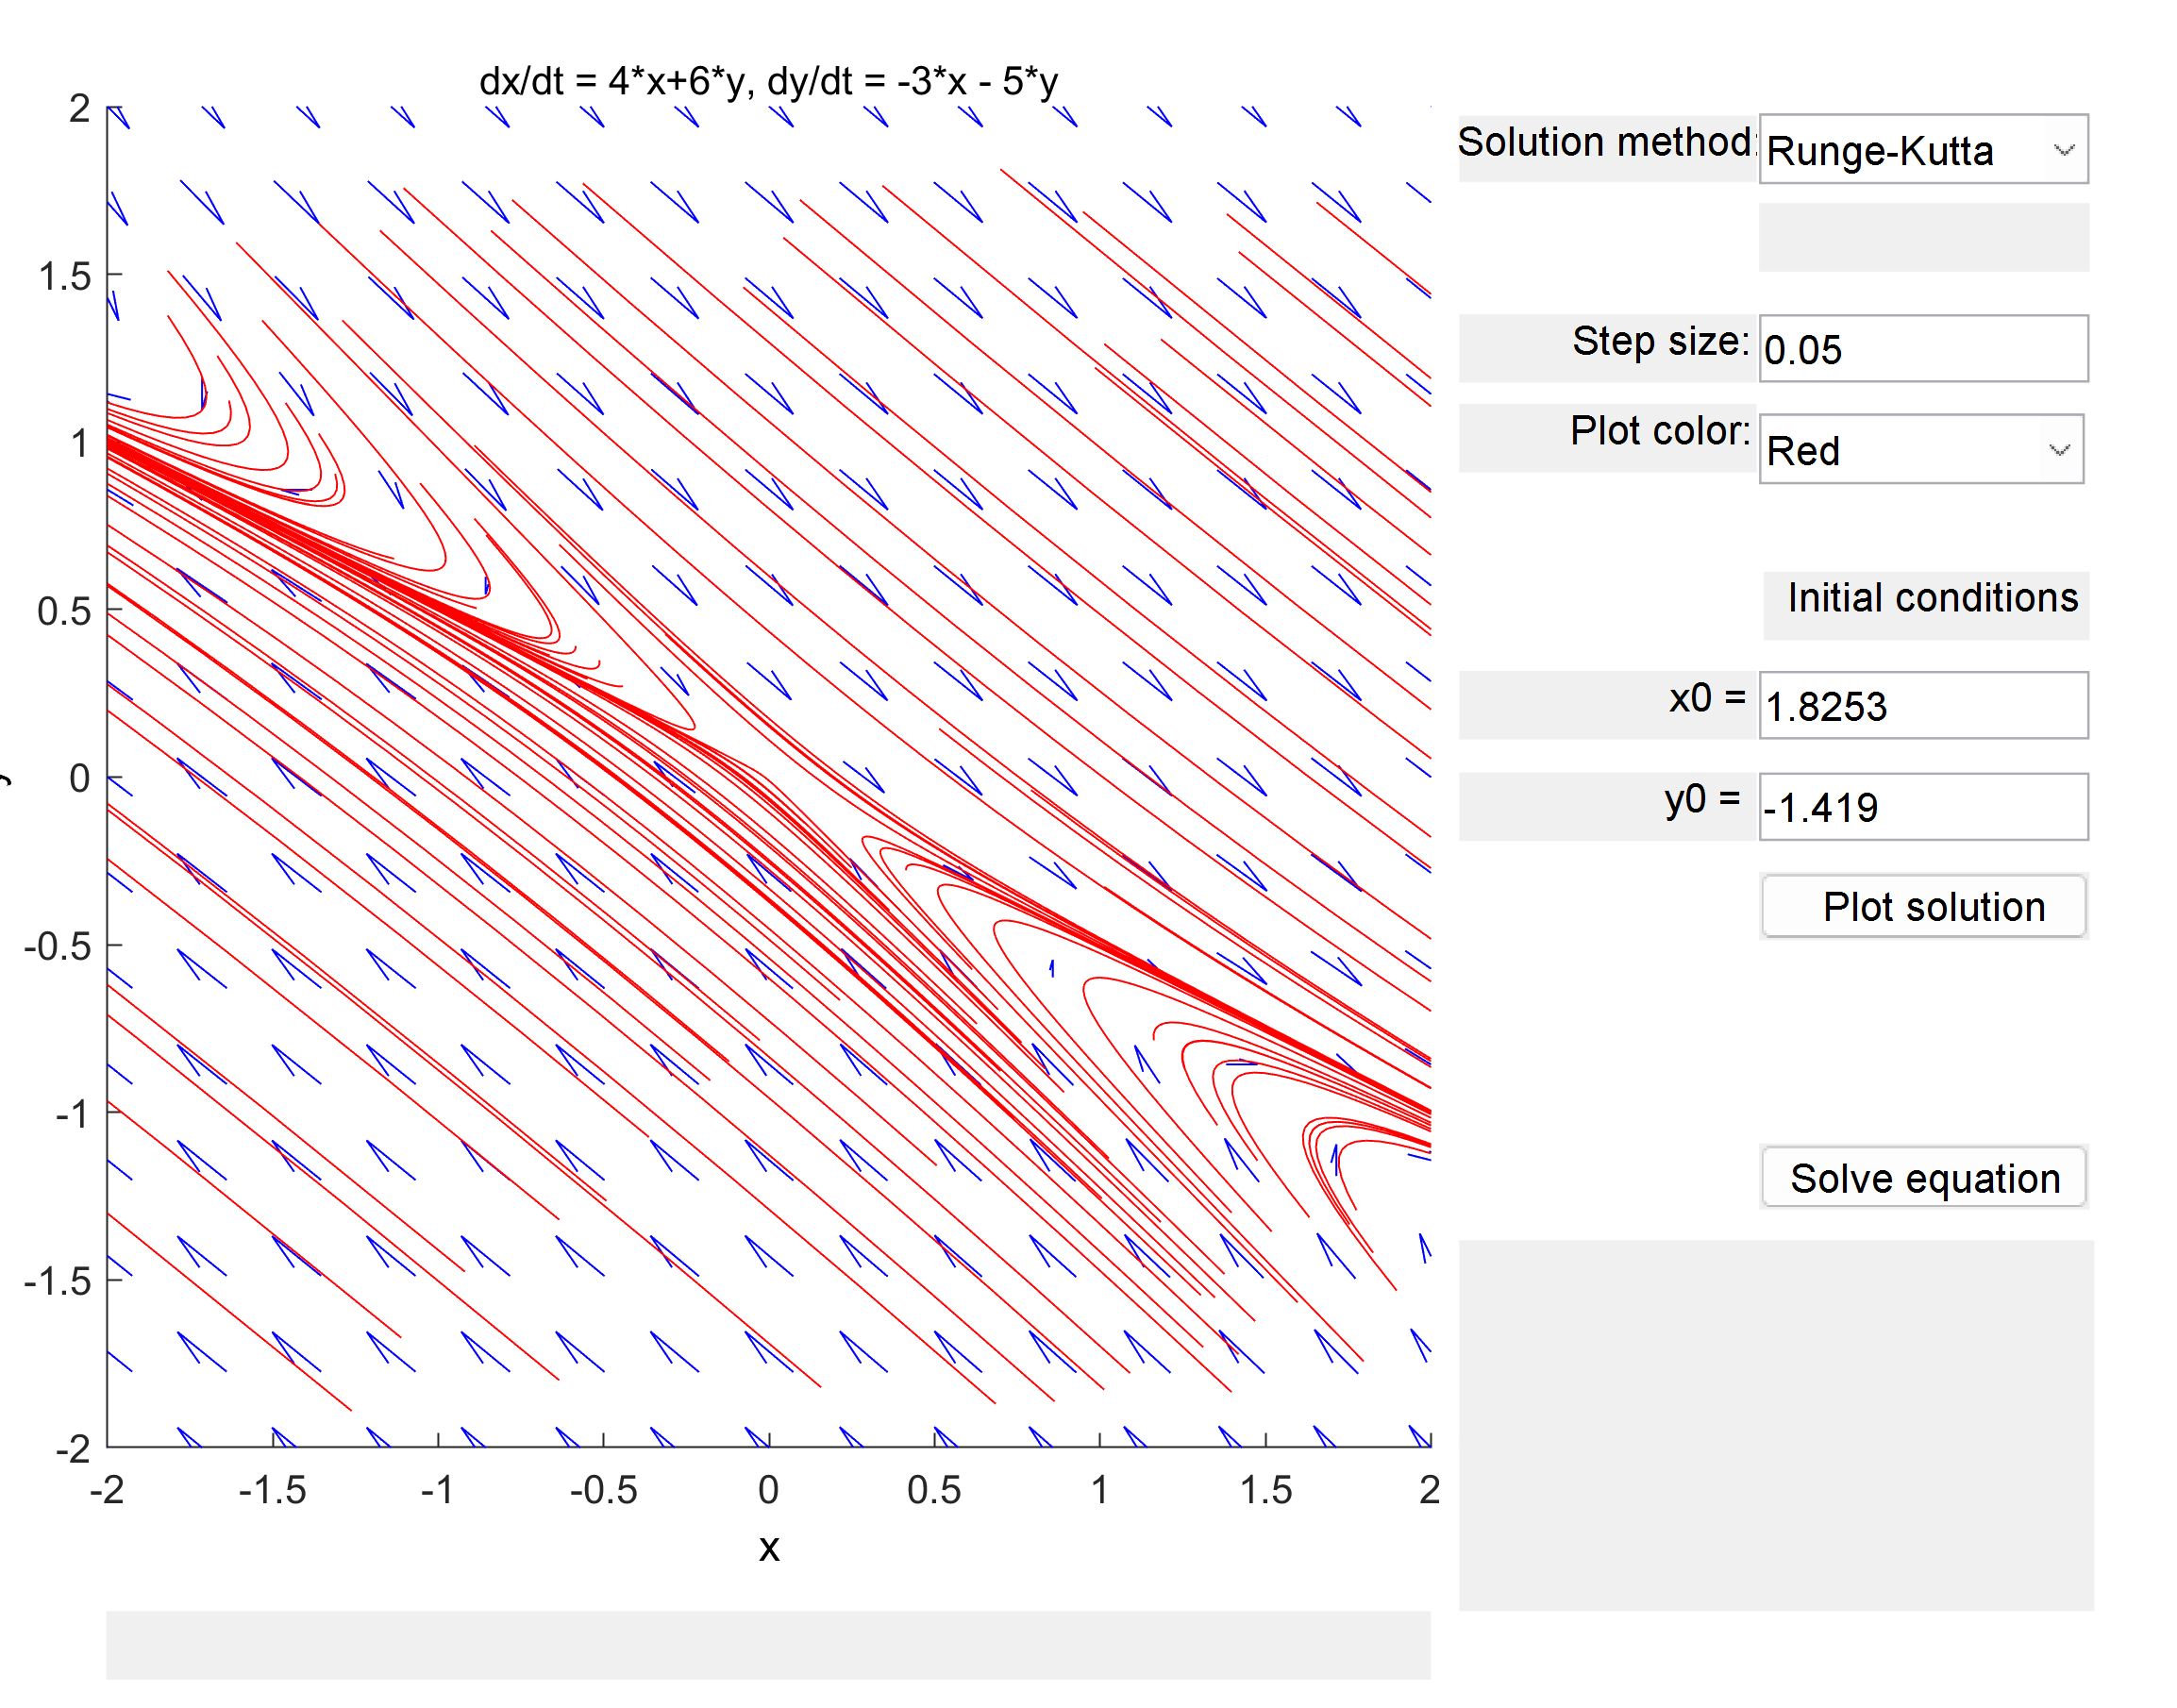 dx/dt = 4*x+6*y, dy/dt = -3*x - 5*y
2
1.5
1
0.5
0
-0.5
-1
-1.5
-2
-2
-1.5
-1
-0.5
0
0.5
1
1.5
2
x
Solution method:
Runge-Kutta
Step size:
0.05
Plot color:
Red
Initial conditions
x0 =
1.8253
y0 =
-1.419
Plot solution
Solve equation